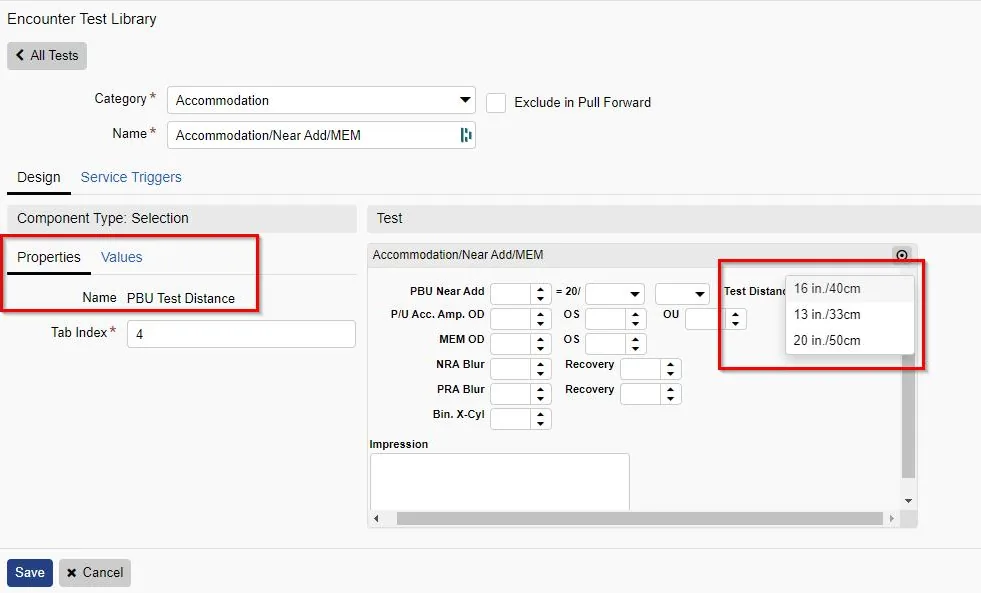 Encounter Test Library
All Tests
Category * Accommodation Exclude in Pull Forward
Name * Accommodation/Near Add/MEM
Design Service Triggers
Component Type: Selection
Properties Values
Name PBU Test Distance
Tab Index * 4
Test
Accommodation/Near Add/MEM
PBU Near Add = 20/ Test Distanc
16 in./40cm
13 in./33cm
20 in./50cm
P/U Acc. Amp. OD OS OU
MEM OD OS
NRA Blur Recovery
PRA Blur Recovery
Bin. X-Cyl
Impression
Save Cancel